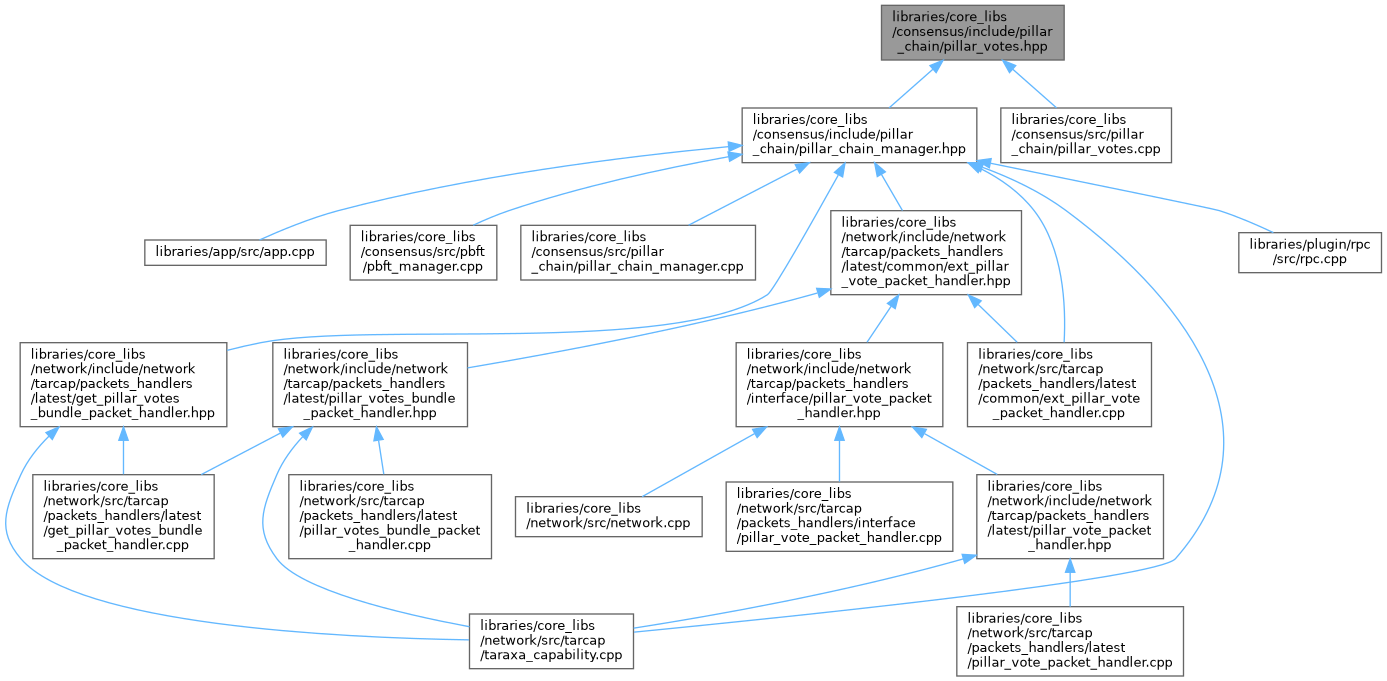 libraries/core_libs
/consensus/include/pillar
_chain/pillar_votes.hpp
libraries/core_libs
/consensus/include/pillar
_chain/pillar_chain_manager.hpp
libraries/core_libs
/consensus/src/pillar
_chain/pillar_votes.cpp
libraries/app/src/app.cpp
libraries/core_libs
/consensus/src/pbft
/pbft_manager.cpp
libraries/core_libs
/consensus/src/pillar
_chain/pillar_chain_manager.cpp
libraries/core_libs
/network/include/network
/tarcap/packets_handlers
/latest/common/ext_pillar
_vote_packet_handler.hpp
libraries/plugin/rpc
/src/rpc.cpp
libraries/core_libs
/network/include/network
/tarcap/packets_handlers
/latest/get_pillar_votes
_bundle_packet_handler.hpp
libraries/core_libs
/network/include/network
/tarcap/packets_handlers
/latest/pillar_votes_bundle
_packet_handler.hpp
libraries/core_libs
/network/include/network
/tarcap/packets_handlers
/interface/pillar_vote_packet
_handler.hpp
libraries/core_libs
/network/src/tarcap
/packets_handlers/latest
/common/ext_pillar_vote
_packet_handler.cpp
libraries/core_libs
/network/src/tarcap
/packets_handlers/latest
/get_pillar_votes_bundle
_packet_handler.cpp
libraries/core_libs
/network/src/tarcap
/packets_handlers/latest
/pillar_votes_bundle_packet
_handler.cpp
libraries/core_libs
/network/src/network.cpp
libraries/core_libs
/network/src/tarcap
/packets_handlers/interface
/pillar_vote_packet_handler.cpp
libraries/core_libs
/network/include/network
/tarcap/packets_handlers
/latest/pillar_vote_packet
_handler.hpp
libraries/core_libs
/network/src/tarcap
/taraxa_capability.cpp
libraries/core_libs
/network/src/tarcap
/packets_handlers/latest
/pillar_vote_packet_handler.cpp